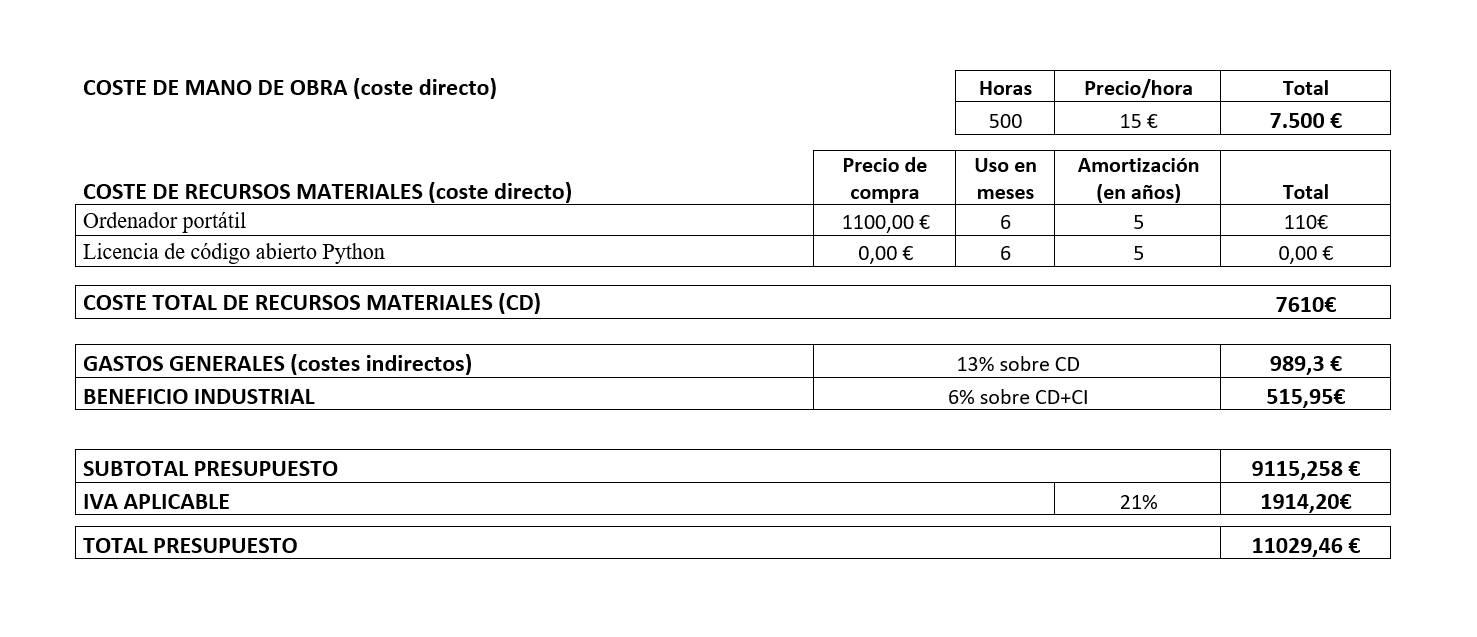 COSTE DE MANO DE OBRA (coste directo) Horas Precio/hora Total
500 15 € 7.500 €
Precio de Uso en Amortización
COSTE DE RECURSOS MATERIALES (coste directo) compra meses (en años) Total
Ordenador portátil 1100,00 € 6 5 110€
Licencia de código abierto Python 0,00 € 6 5 0,00 €
COSTE TOTAL DE RECURSOS MATERIALES (CD) 7610€
GASTOS GENERALES (costes indirectos) 13% sobre CD 989,3 €
BENEFICIO INDUSTRIAL 6% sobre CD+CI 515,95€
SUBTOTAL PRESUPUESTO 9115,258 €
IVA APLICABLE 21% 1914,20€
TOTAL PRESUPUESTO 11029,46 €